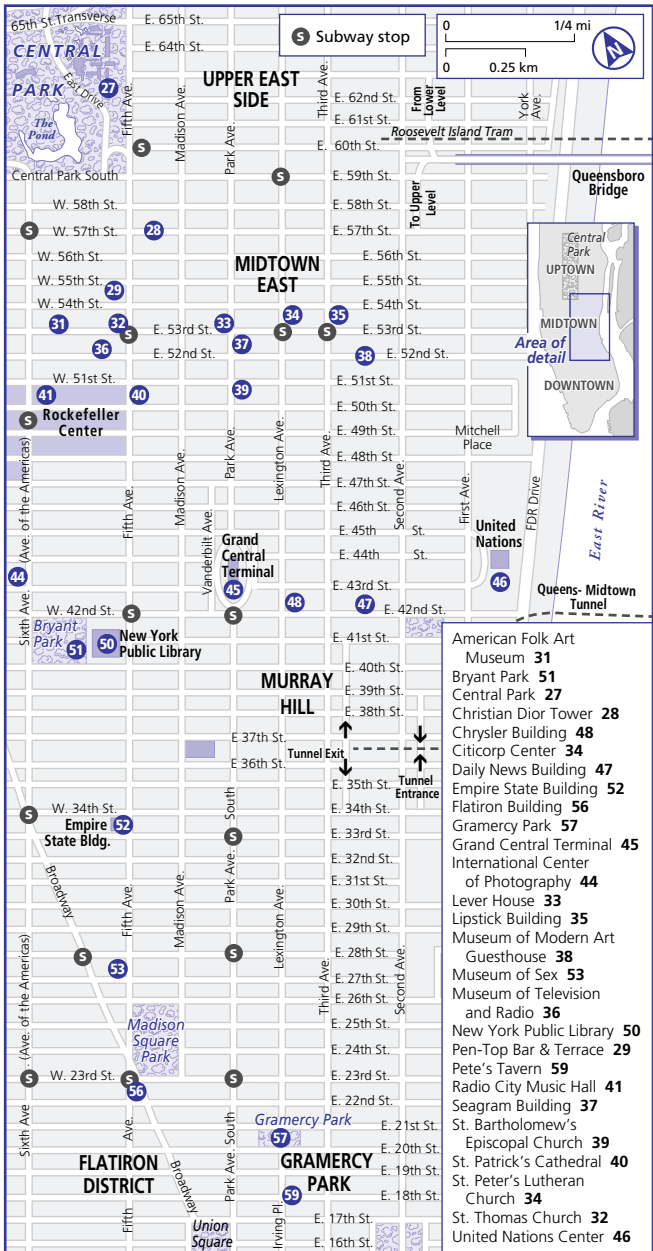 65th St. Transverse
E. 65th St.
E. 64th St.
S Subway stop
0 1/4 mi
0 0.25 km
N
CENTRAL
PARK
27
East Drive
The
Pond
Fifth Ave.
Madison Ave.
UPPER EAST
SIDE
Park Ave.
Third Ave.
E. 62nd St.
E. 61st St.
From
Lower
Level
York
Ave.
Roosevelt Island Tram
S
E. 60th St.
Central Park South
S
E. 59th St.
Queensboro
Bridge
W. 58th St.
E. 58th St.
To Upper
Level
S
W. 57th St.
28
E. 57th St.
W. 56th St.
E. 56th St.
MIDTOWN
EAST
W. 55th St.
E. 55th St.
29
W. 54th St.
E. 54th St.
31
32
S
E. 53rd St.
33
34
S
35
S
E. 53rd St.
36
E. 52nd St.
37
38
E. 52nd St.
Central
Park
UPTOWN
MIDTOWN
Area of
detail
DOWNTOWN
W. 51st St.
E. 51st St.
41
40
39
E. 50th St.
S
Rockefeller
Center
E. 49th St.
Mitchell
Place
E. 48th St.
E. 47th St.
Sixth Ave. (Ave. of the Americas)
Fifth Ave.
Madison Ave.
Park Ave.
Lexington Ave.
Third Ave.
Second Ave.
First Ave.
FDR Drive
East River
E. 46th St.
E. 45th St.
E. 44th St.
Vanderbilt Ave.
Grand
Central
Terminal
45
United
Nations
46
44
E. 43rd St.
W. 42nd St.
S
S
48
47
E. 42nd St.
Queens- Midtown
Tunnel
Bryant
Park
51
50
New York
Public Library
E. 41st St.
E. 40th St.
MURRAY
HILL
E. 39th St.
E. 38th St.
E 37th St.
Tunnel Exit
E 36th St.
Tunnel
Entrance
E. 35th St.
W. 34th St.
S
E. 34th St.
Empire
State Bldg.
52
S
E. 33rd St.
E. 32nd St.
Broadway
Fifth Ave.
Madison Ave.
Park Ave. South
Lexington Ave.
Third Ave.
Second Ave.
E. 31st St.
E. 30th St.
E. 29th St.
S
S
E. 28th St.
53
E. 27th St.
E. 26th St.
Madison
Square
Park
E. 25th St.
E. 24th St.
S
W. 23rd St.
S
S
E. 23rd St.
56
E. 22nd St.
Sixth Ave. (Ave. of the Americas)
Gramercy Park
57
E. 21st St.
E. 20th St.
FLATIRON
DISTRICT
Fifth Ave.
Broadway
Park Ave. South
GRAMERCY
PARK
E. 19th St.
59
E. 18th St.
Irving Pl.
Union
Square
E. 17th St.
E. 16th St.
American Folk Art
Museum 31
Bryant Park 51
Central Park 27
Christian Dior Tower 28
Chrysler Building 48
Citicorp Center 34
Daily News Building 47
Empire State Building 52
Flatiron Building 56
Gramercy Park 57
Grand Central Terminal 45
International Center
of Photography 44
Lever House 33
Lipstick Building 35
Museum of Modern Art
Guesthouse 38
Museum of Sex 53
Museum of Television
and Radio 36
New York Public Library 50
Pen-Top Bar & Terrace 29
Pete's Tavern 59
Radio City Music Hall 41
Seagram Building 37
St. Bartholomew's
Episcopal Church 39
St. Patrick's Cathedral 40
St. Peter's Lutheran
Church 34
St. Thomas Church 32
United Nations Center 46